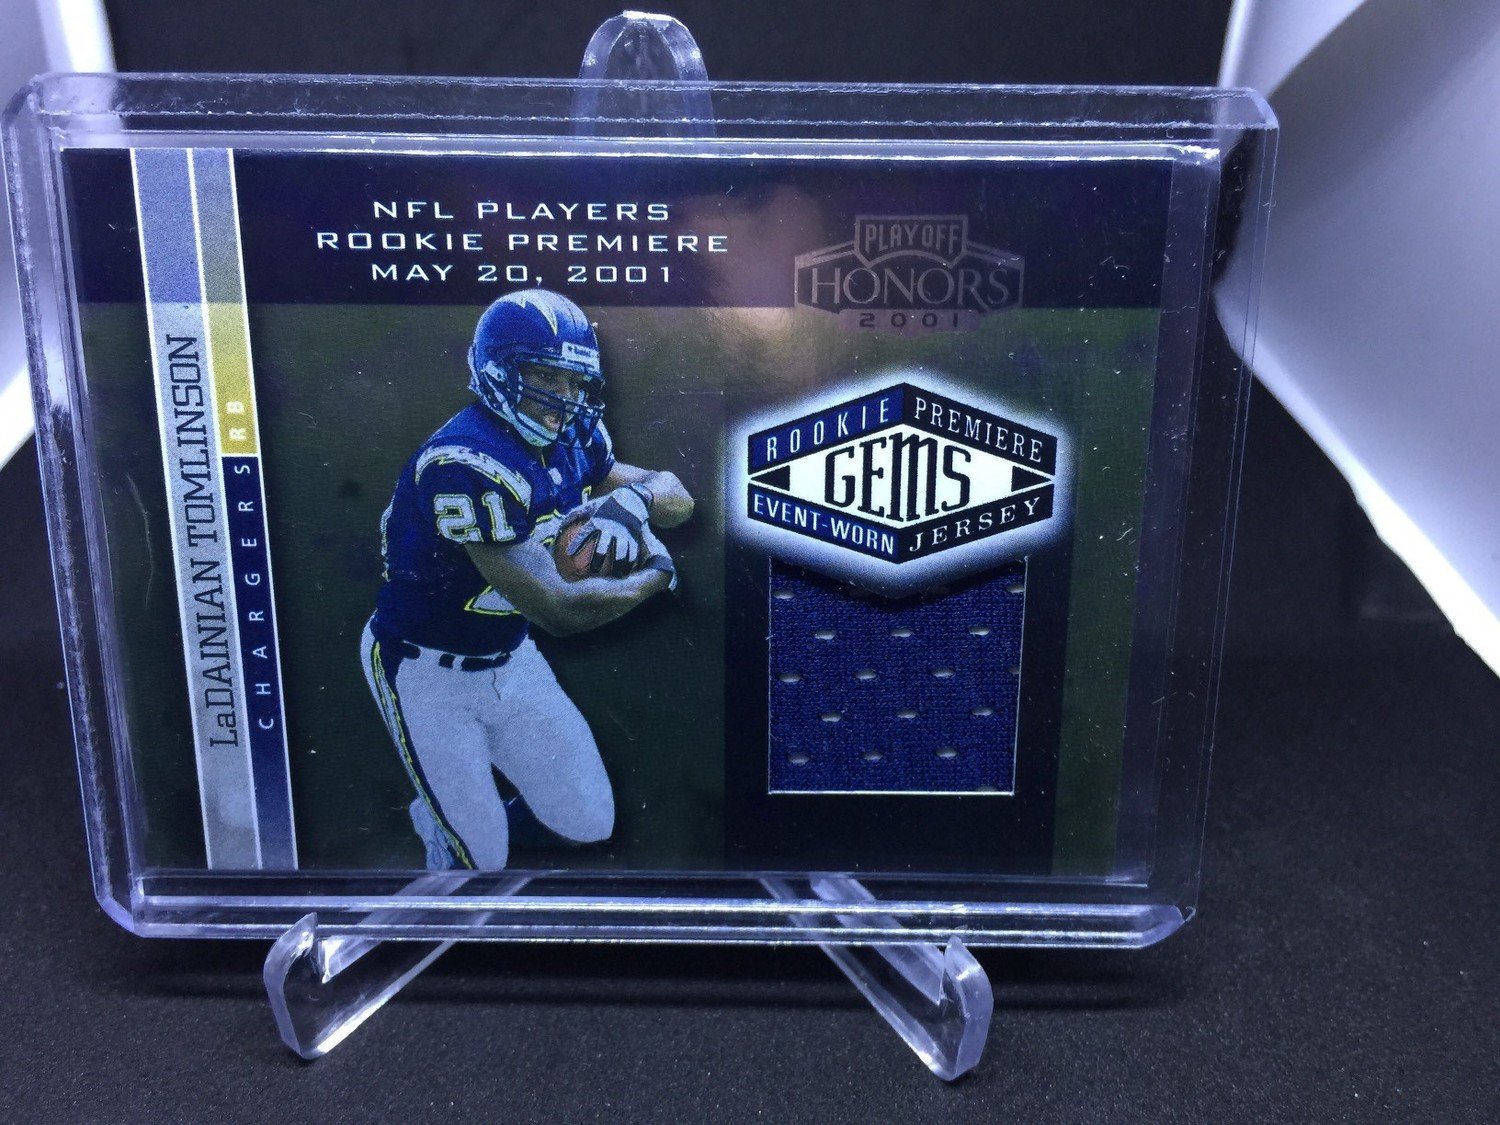 NFL PLAYERS
ROOKIE PREMIERE
MAY 20, 2001
PLAYOFF
HONORS
2001
LaDAINIAN TOMLINSON
CHARGERS RB
21
ROOKIE PREMIERE
GEMS
EVENT-WORN JERSEY